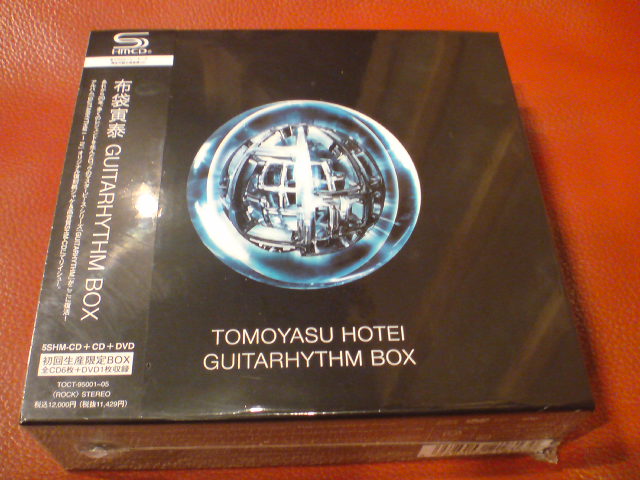 SHM-CD
布袋寅泰 GUITARHYTHM BOX
5SHM-CD+CD+DVD
初回生産限定BOX
全CD6枚+DVD1枚収録
TOCT-95001~05
〈ROCK〉 STEREO
税込12,000円 (税抜11,429円)
TOMOYASU HOTEI
GUITARHYTHM BOX